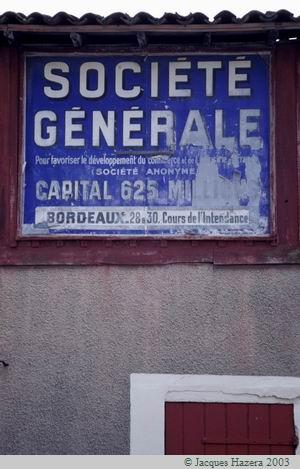 SOCIÉTÉ
GÉNÉRALE
Pour favoriser le développement du commerce et de
(SOCIÉTÉ ANONYME
CAPITAL 625
BORDEAUX. 28 & 30. Cours de l'Intendance
© Jacques Hazera 2003